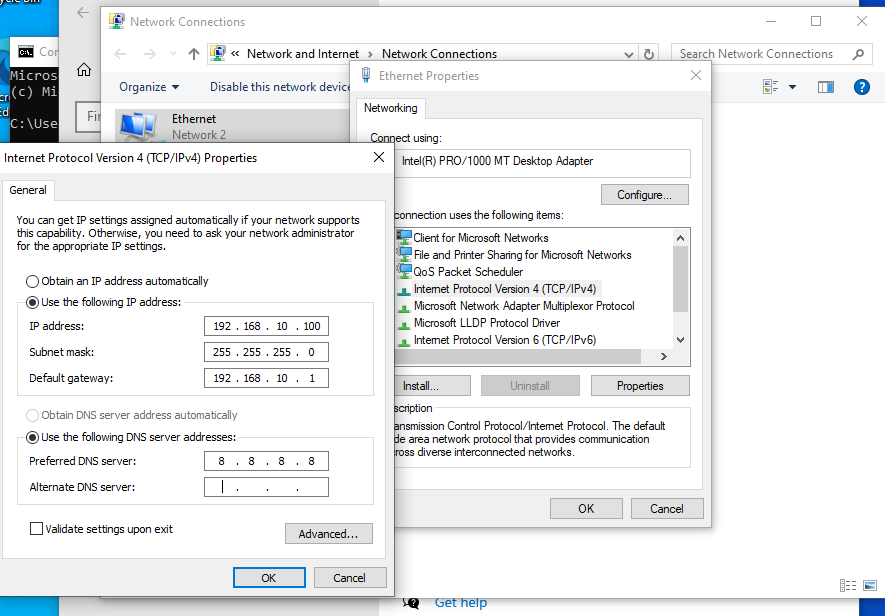 Network Connections
« Network and Internet › Network Connections
Search Network Connections
Organize
Disable this network device
Ethernet
Network 2
Micros
(c) Mi
C:\Use
Ethernet Properties
Networking
Connect using:
Intel(R) PRO/1000 MT Desktop Adapter
Configure...
connection uses the following items:
Client for Microsoft Networks
File and Printer Sharing for Microsoft Networks
QoS Packet Scheduler
Internet Protocol Version 4 (TCP/IPv4)
Microsoft Network Adapter Multiplexor Protocol
Microsoft LLDP Protocol Driver
Internet Protocol Version 6 (TCP/IPv6)
Install...
Uninstall
Properties
scription
ansmission Control Protocol/Internet Protocol. The default
de area network protocol that provides communication
cross diverse interconnected networks.
OK
Cancel
Internet Protocol Version 4 (TCP/IPv4) Properties
General
You can get IP settings assigned automatically if your network supports
this capability. Otherwise, you need to ask your network administrator
for the appropriate IP settings.
Obtain an IP address automatically
Use the following IP address:
IP address: 192 . 168 . 10 . 100
Subnet mask: 255 . 255 . 255 . 0
Default gateway: 192 . 168 . 10 . 1
Obtain DNS server address automatically
Use the following DNS server addresses:
Preferred DNS server: 8 . 8 . 8 . 8
Alternate DNS server: . . .
Validate settings upon exit
Advanced...
OK
Cancel
Get help